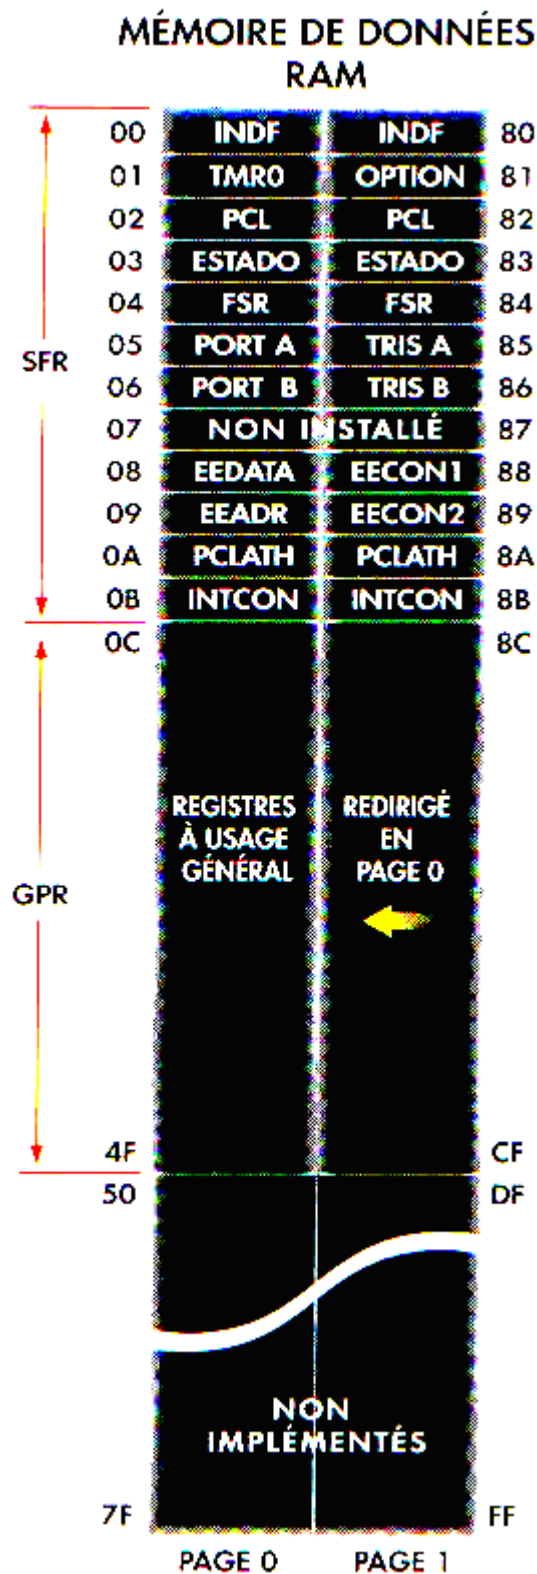 MÉMOIRE DE DONNÉES
RAM
00 INDF INDF 80
01 TMR0 OPTION 81
02 PCL PCL 82
03 ESTADO ESTADO 83
04 FSR FSR 84
05 PORT A TRIS A 85
SFR
06 PORT B TRIS B 86
07 NON INSTALLÉ 87
08 EEDATA EECON1 88
09 EEADR EECON2 89
0A PCLATH PCLATH 8A
0B INTCON INTCON 8B
0C 8C
REGISTRES
À USAGE
GÉNÉRAL
REDIRIGÉ
EN
PAGE 0
GPR
4F CF
50 DF
NON
IMPLÉMENTÉS
7F FF
PAGE 0 PAGE 1